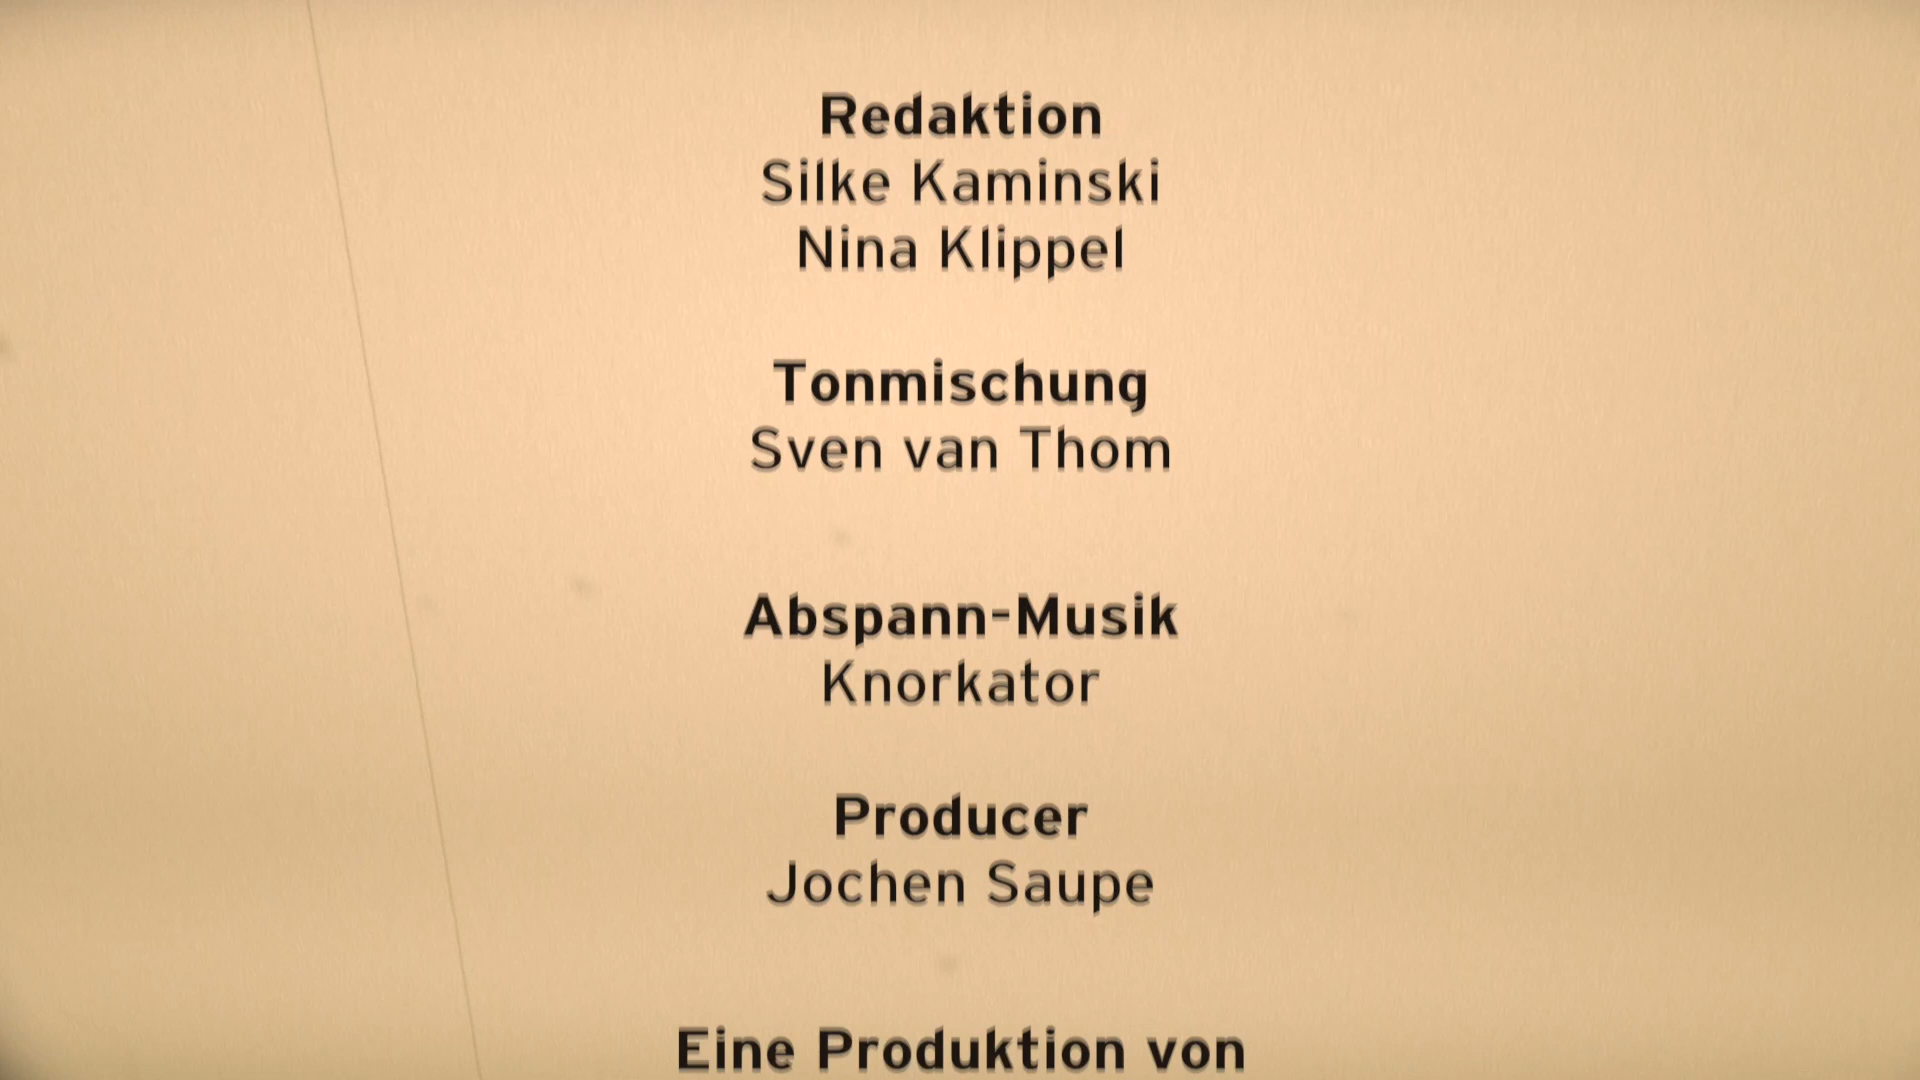 Redaktion
Silke Kaminski
Nina Klippel
Tonmischung
Sven van Thom
Abspann-Musik
Knorkator
Producer
Jochen Saupe
Eine Produktion von